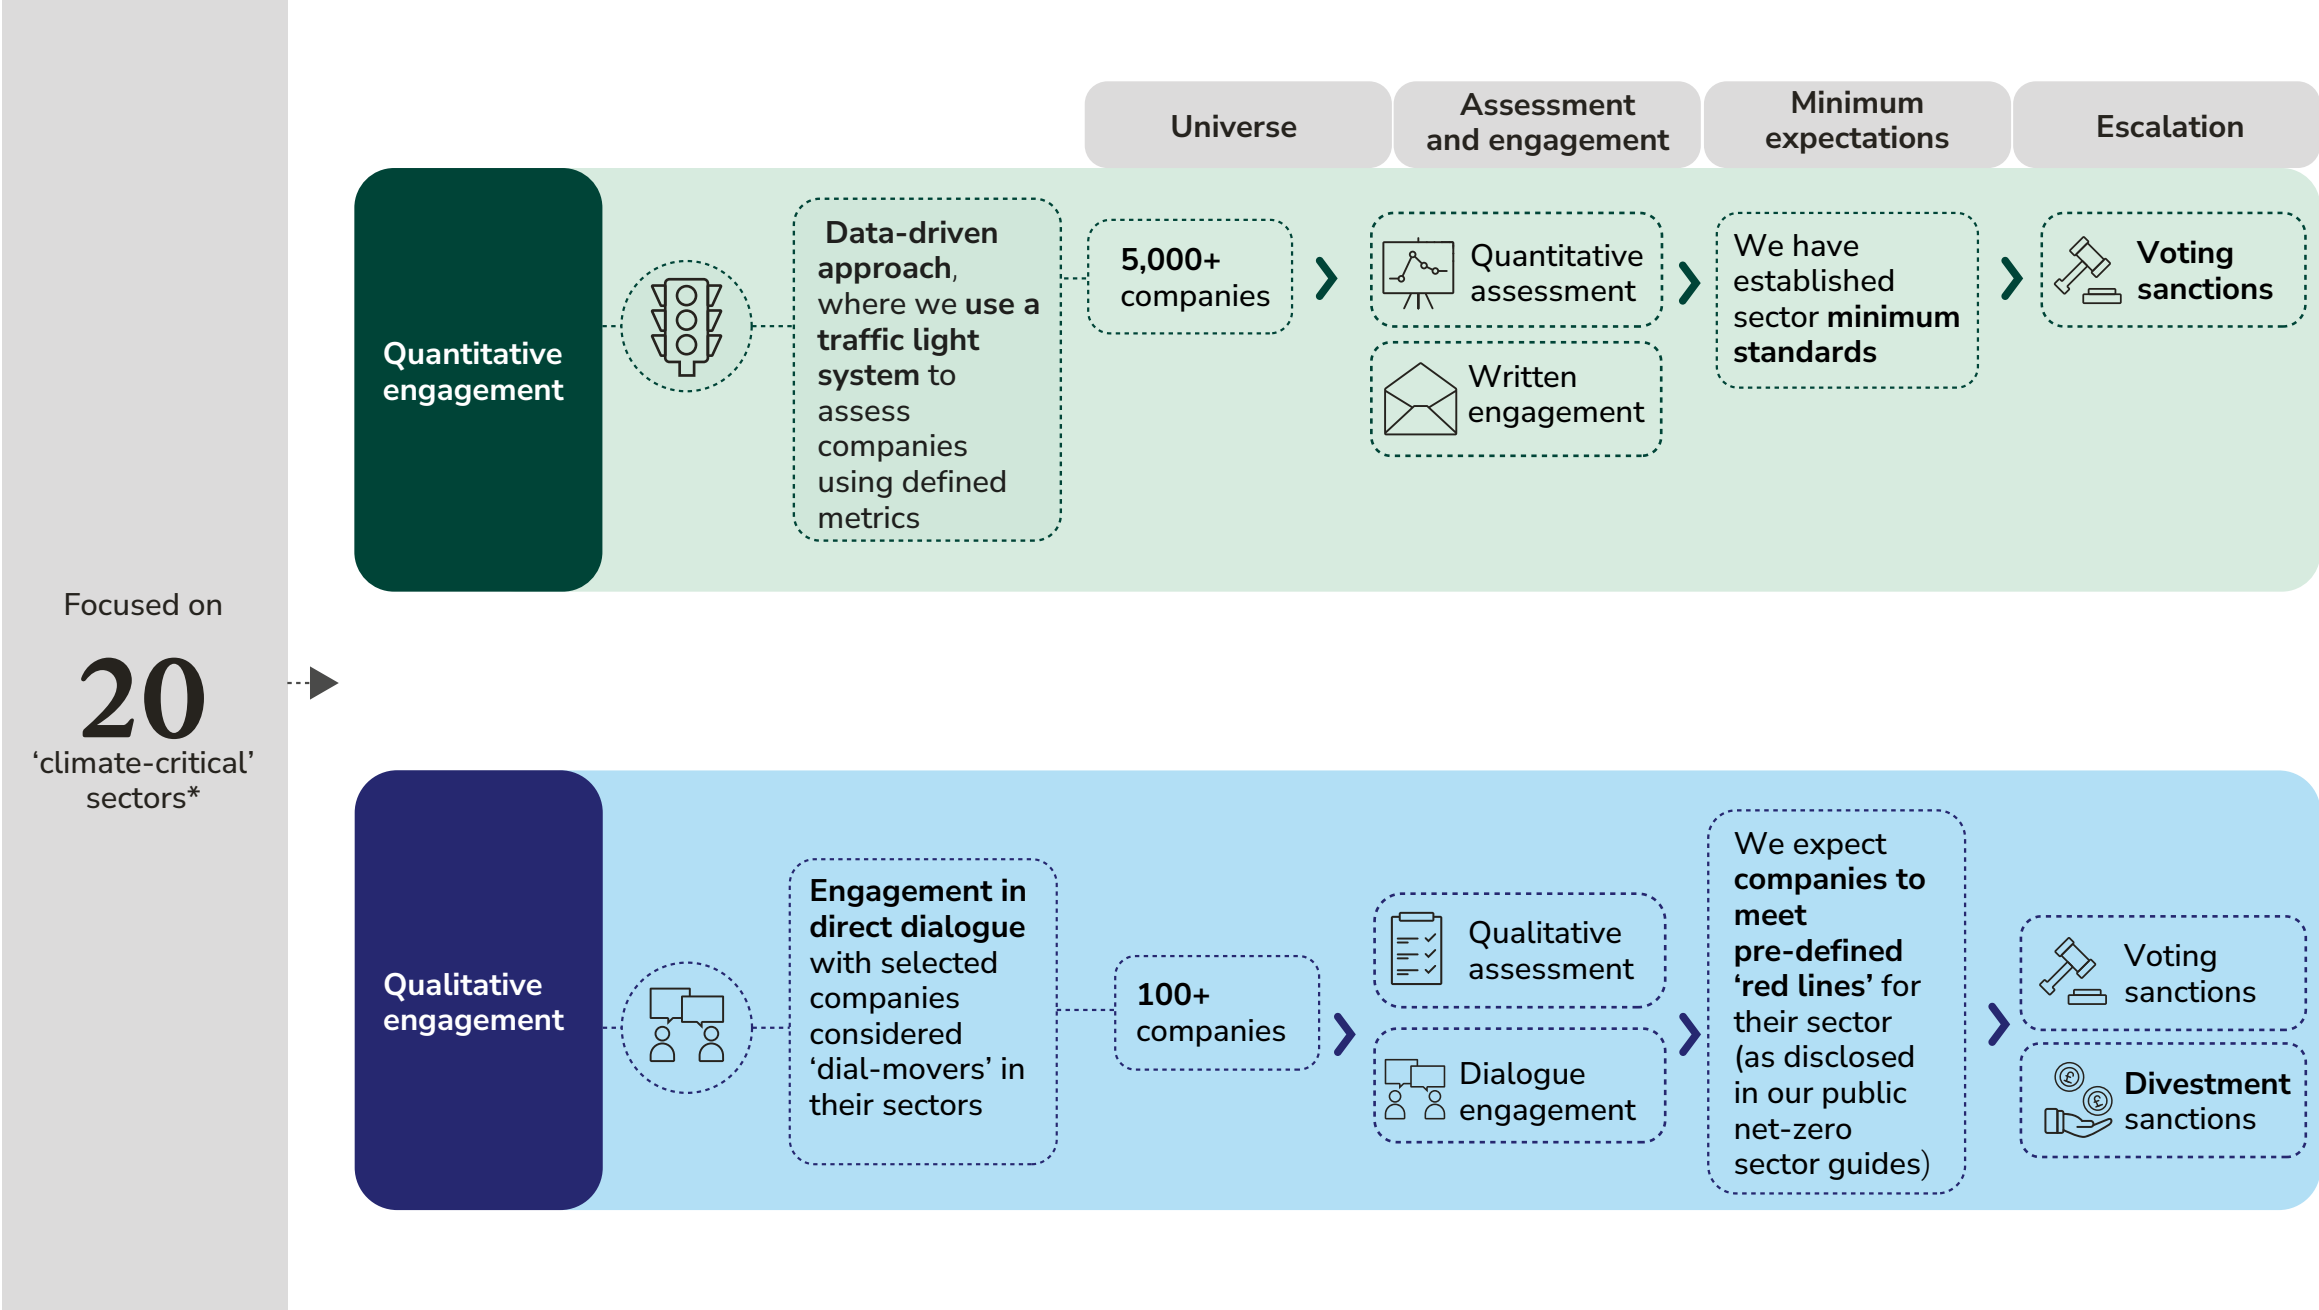 Focused on
20
‘climate-critical’
sectors*
Universe
Assessment
and engagement
Minimum
expectations
Escalation
Quantitative
engagement
Data-driven
approach,
where we use a
traffic light
system to
assess
companies
using defined
metrics
5,000+
companies
Quantitative
assessment
Written
engagement
We have
established
sector minimum
standards
Voting
sanctions
Qualitative
engagement
Engagement in
direct dialogue
with selected
companies
considered
‘dial-movers’ in
their sectors
100+
companies
Qualitative
assessment
Dialogue
engagement
We expect
companies to
meet
pre-defined
‘red lines’ for
their sector
(as disclosed
in our public
net-zero
sector guides)
Voting
sanctions
£
£
Divestment
sanctions